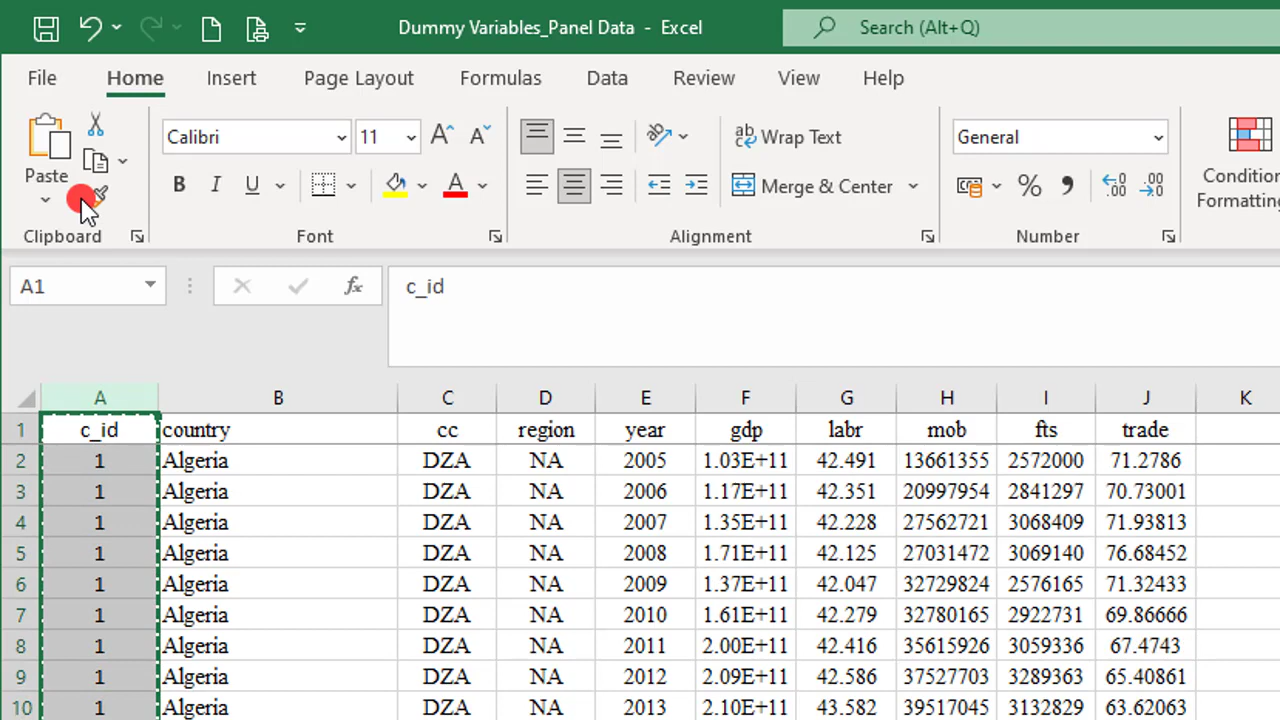 Dummy Variables_Panel Data - Excel
Search (Alt+Q)
File Home Insert Page Layout Formulas Data Review View Help
Calibri 11 Wrap Text General
Paste B I U Merge & Center % Condition
Formatting
Clipboard Font Alignment Number
A1 fx c_id
A B C D E F G H I J K
1 c_id country cc region year gdp labr mob fts trade
2 1 Algeria DZA NA 2005 1.03E+11 42.491 13661355 2572000 71.2786
3 1 Algeria DZA NA 2006 1.17E+11 42.351 20997954 2841297 70.73001
4 1 Algeria DZA NA 2007 1.35E+11 42.228 27562721 3068409 71.93813
5 1 Algeria DZA NA 2008 1.71E+11 42.125 27031472 3069140 76.68452
6 1 Algeria DZA NA 2009 1.37E+11 42.047 32729824 2576165 71.32433
7 1 Algeria DZA NA 2010 1.61E+11 42.279 32780165 2922731 69.86666
8 1 Algeria DZA NA 2011 2.00E+11 42.416 35615926 3059336 67.4743
9 1 Algeria DZA NA 2012 2.09E+11 42.586 37527703 3289363 65.40861
10 1 Algeria DZA NA 2013 2.10E+11 43.582 39517045 3132829 63.62063